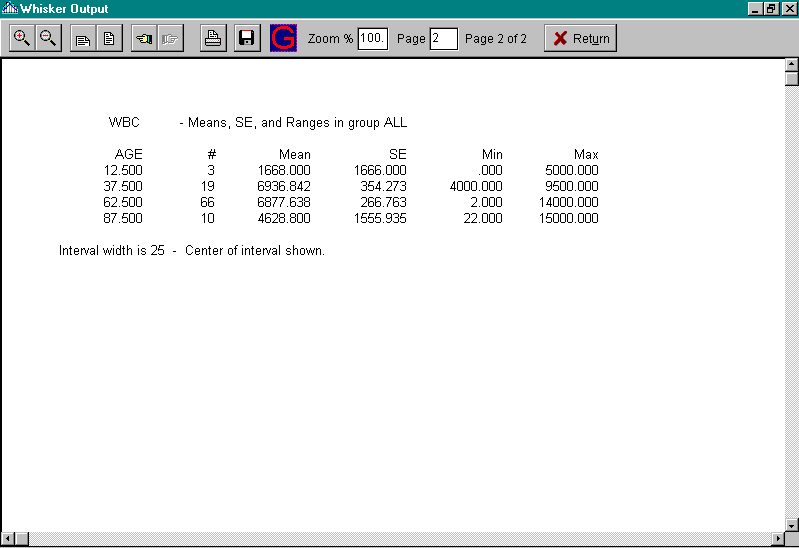 Whisker Output
G Zoom % 100. Page 2 Page 2 of 2 Return
WBC - Means, SE, and Ranges in group ALL
AGE # Mean SE Min Max
12.500 3 1668.000 1666.000 .000 5000.000
37.500 19 6936.842 354.273 4000.000 9500.000
62.500 66 6877.638 266.763 2.000 14000.000
87.500 10 4628.800 1555.935 22.000 15000.000
Interval width is 25 - Center of interval shown.